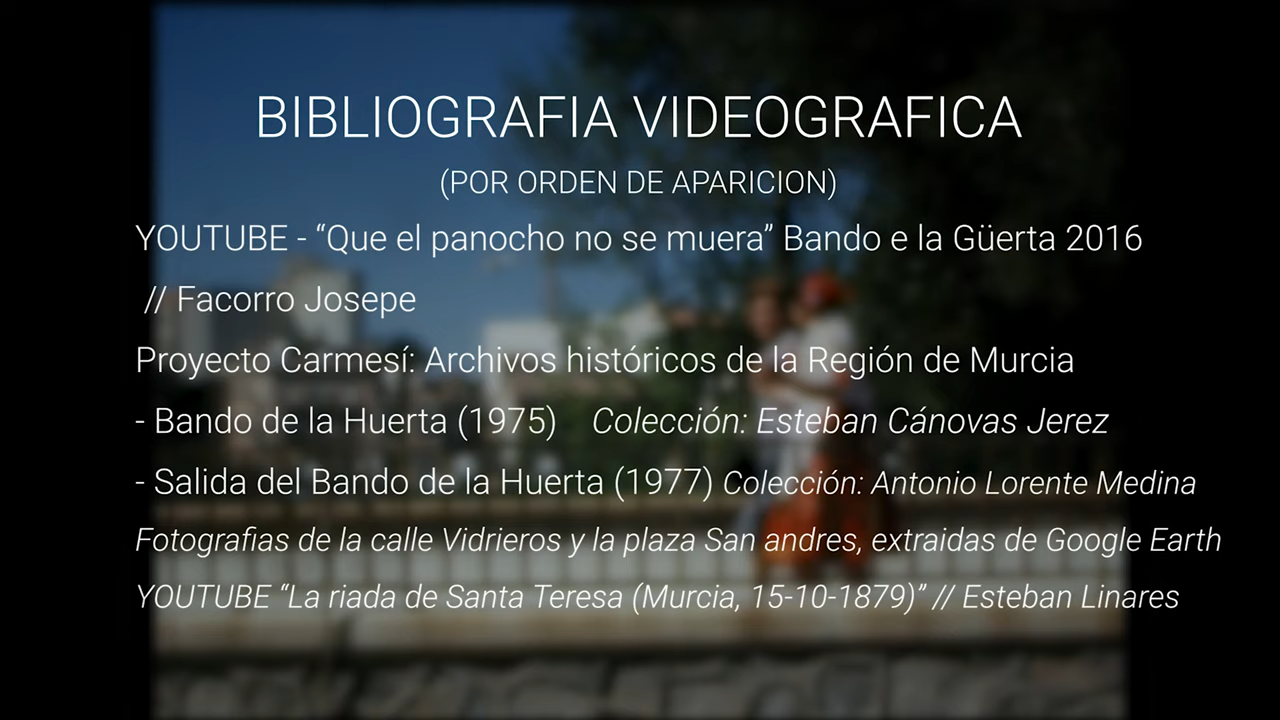 BIBLIOGRAFIA VIDEOGRAFICA
(POR ORDEN DE APARICION)
YOUTUBE - “Que el panocho no se muera” Bando e la Güerta 2016
// Facorro Josepe
Proyecto Carmesí: Archivos históricos de la Región de Murcia
- Bando de la Huerta (1975) Colección: Esteban Cánovas Jerez
- Salida del Bando de la Huerta (1977) Colección: Antonio Lorente Medina
Fotografias de la calle Vidrieros y la plaza San andres, extraidas de Google Earth
YOUTUBE “La riada de Santa Teresa (Murcia, 15-10-1879)” // Esteban Linares